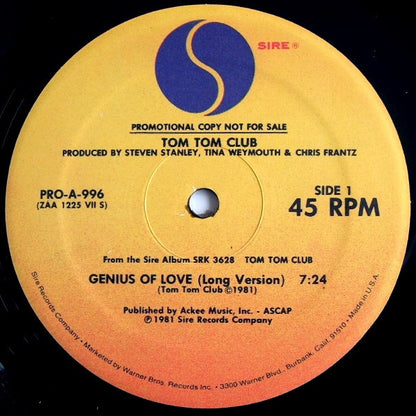 SIRE ®
PROMOTIONAL COPY NOT FOR SALE
TOM TOM CLUB
PRODUCED BY STEVEN STANLEY, TINA WEYMOUTH & CHRIS FRANTZ
PRO-A-996
(ZAA 1225 VII S)
SIDE 1
45 RPM
From the Sire Album SRK 3628 TOM TOM CLUB
GENIUS OF LOVE (Long Version) 7:24
(Tom Tom Club©1981)
Published by Ackee Music, Inc. - ASCAP
℗ 1981 Sire Records Company
Sire Records Company • Marketed by Warner Bros. Records Inc. • 3300 Warner Blvd., Burbank, Calif. 91510 • Made in U.S.A.